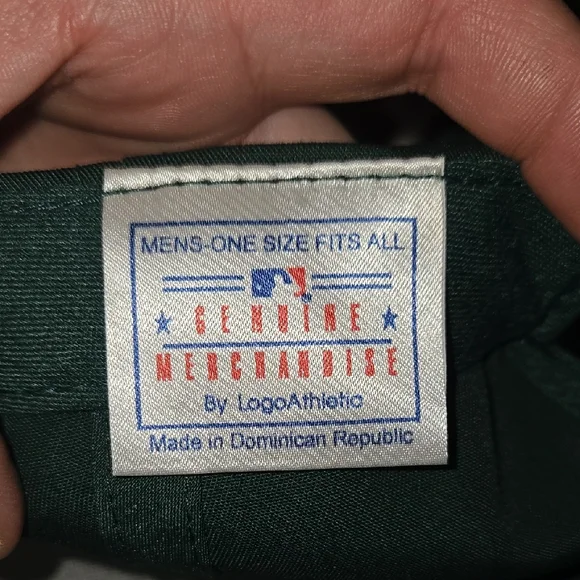 MENS-ONE SIZE FITS ALL
GENUINE
MERCHANDISE
By LogoAthletic
Made in Dominican Republic